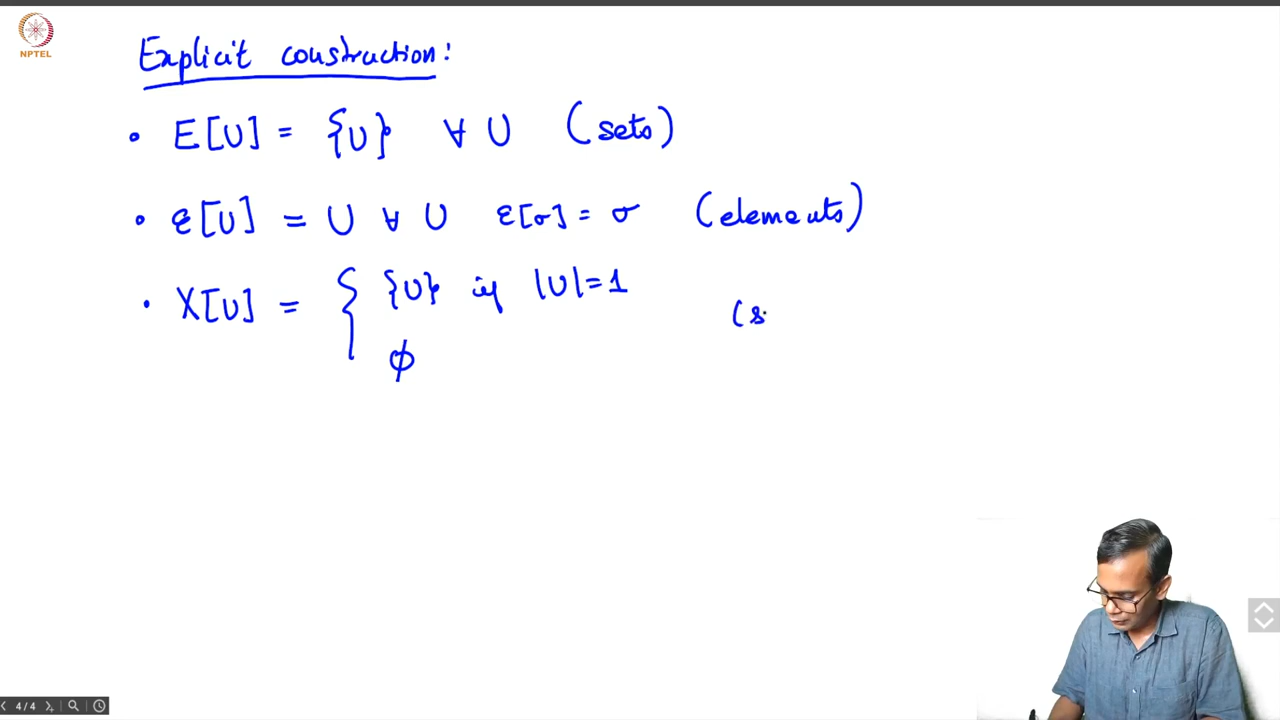 NPTEL
Explicit construction:
• E[U] = {U} ∀ U (sets)
• ε[U] = U ∀ U ε[σ] = σ (elements)
• X[U] = { {U} if |U|=1
ϕ
(s
4/4